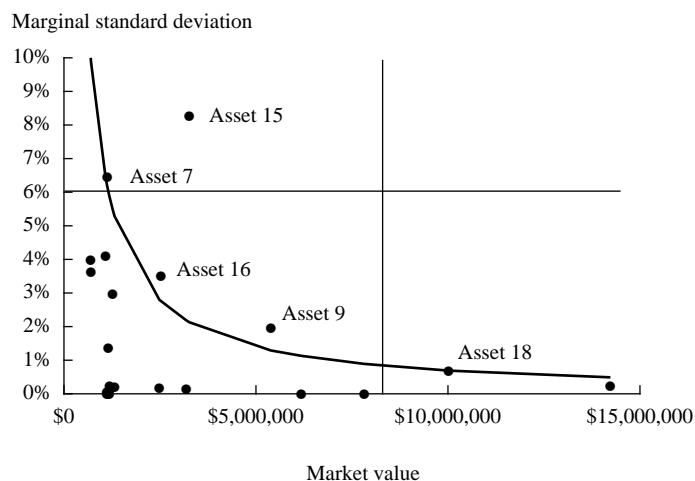 Marginal standard deviation
10%
9%
8%
Asset 15
7%
Asset 7
6%
5%
4%
Asset 16
3%
Asset 9
2%
Asset 18
1%
0%
$0 $5,000,000 $10,000,000 $15,000,000
Market value